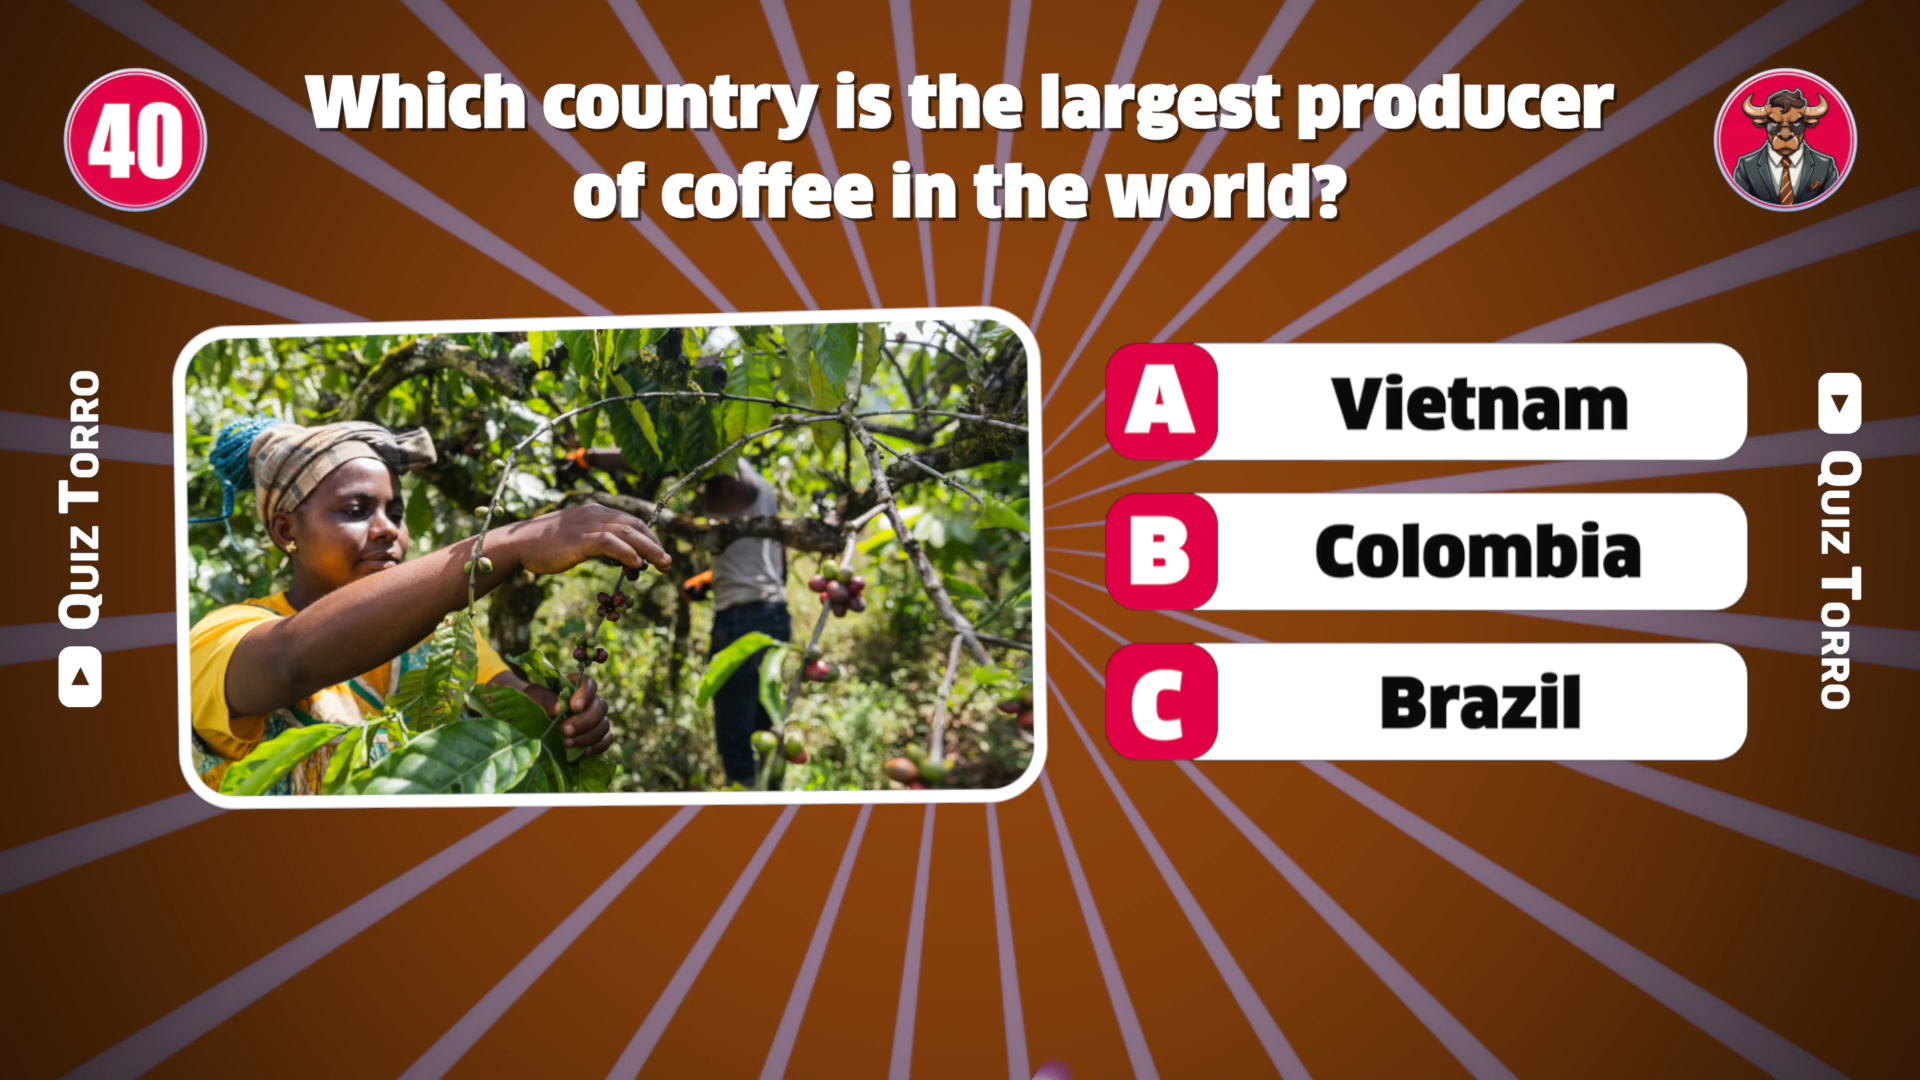 40
Which country is the largest producer
of coffee in the world?
QUIZ TORRO
A Vietnam
B Colombia
C Brazil
QUIZ TORRO